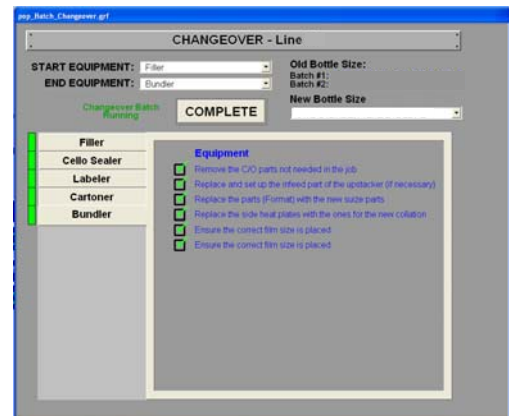 pop_Batch_Changeover.grf
CHANGEOVER - Line
START EQUIPMENT: Filler
END EQUIPMENT: Bundler
Old Bottle Size:
Batch #1:
Batch #2:
Changeover Batch
Running
COMPLETE
New Bottle Size
Filler
Cello Sealer
Labeler
Cartoner
Bundler
Equipment
Remove the C/O parts not needed in the job
Replace and set up the infeed part of the upstacker (if necessary)
Replace the parts (Format) with the new suize parts
Replace the side heat plates with the ones for the new collation
Ensure the correct film size is placed
Ensure the correct film size is placed